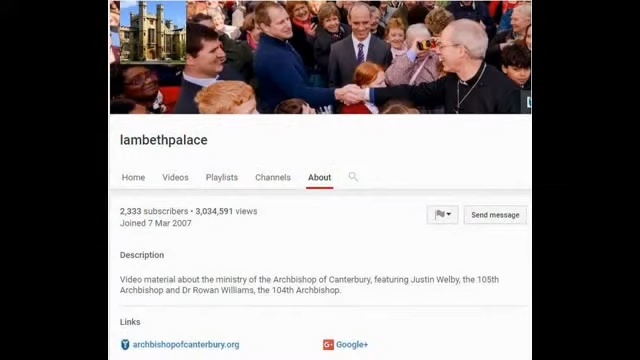 lambethpalace
Home Videos Playlists Channels About
2,333 subscribers • 3,034,591 views
Send message
Joined 7 Mar 2007
Description
Video material about the ministry of the Archbishop of Canterbury, featuring Justin Welby, the 105th
Archbishop and Dr Rowan Williams, the 104th Archbishop.
Links
archbishopofcanterbury.org Google+